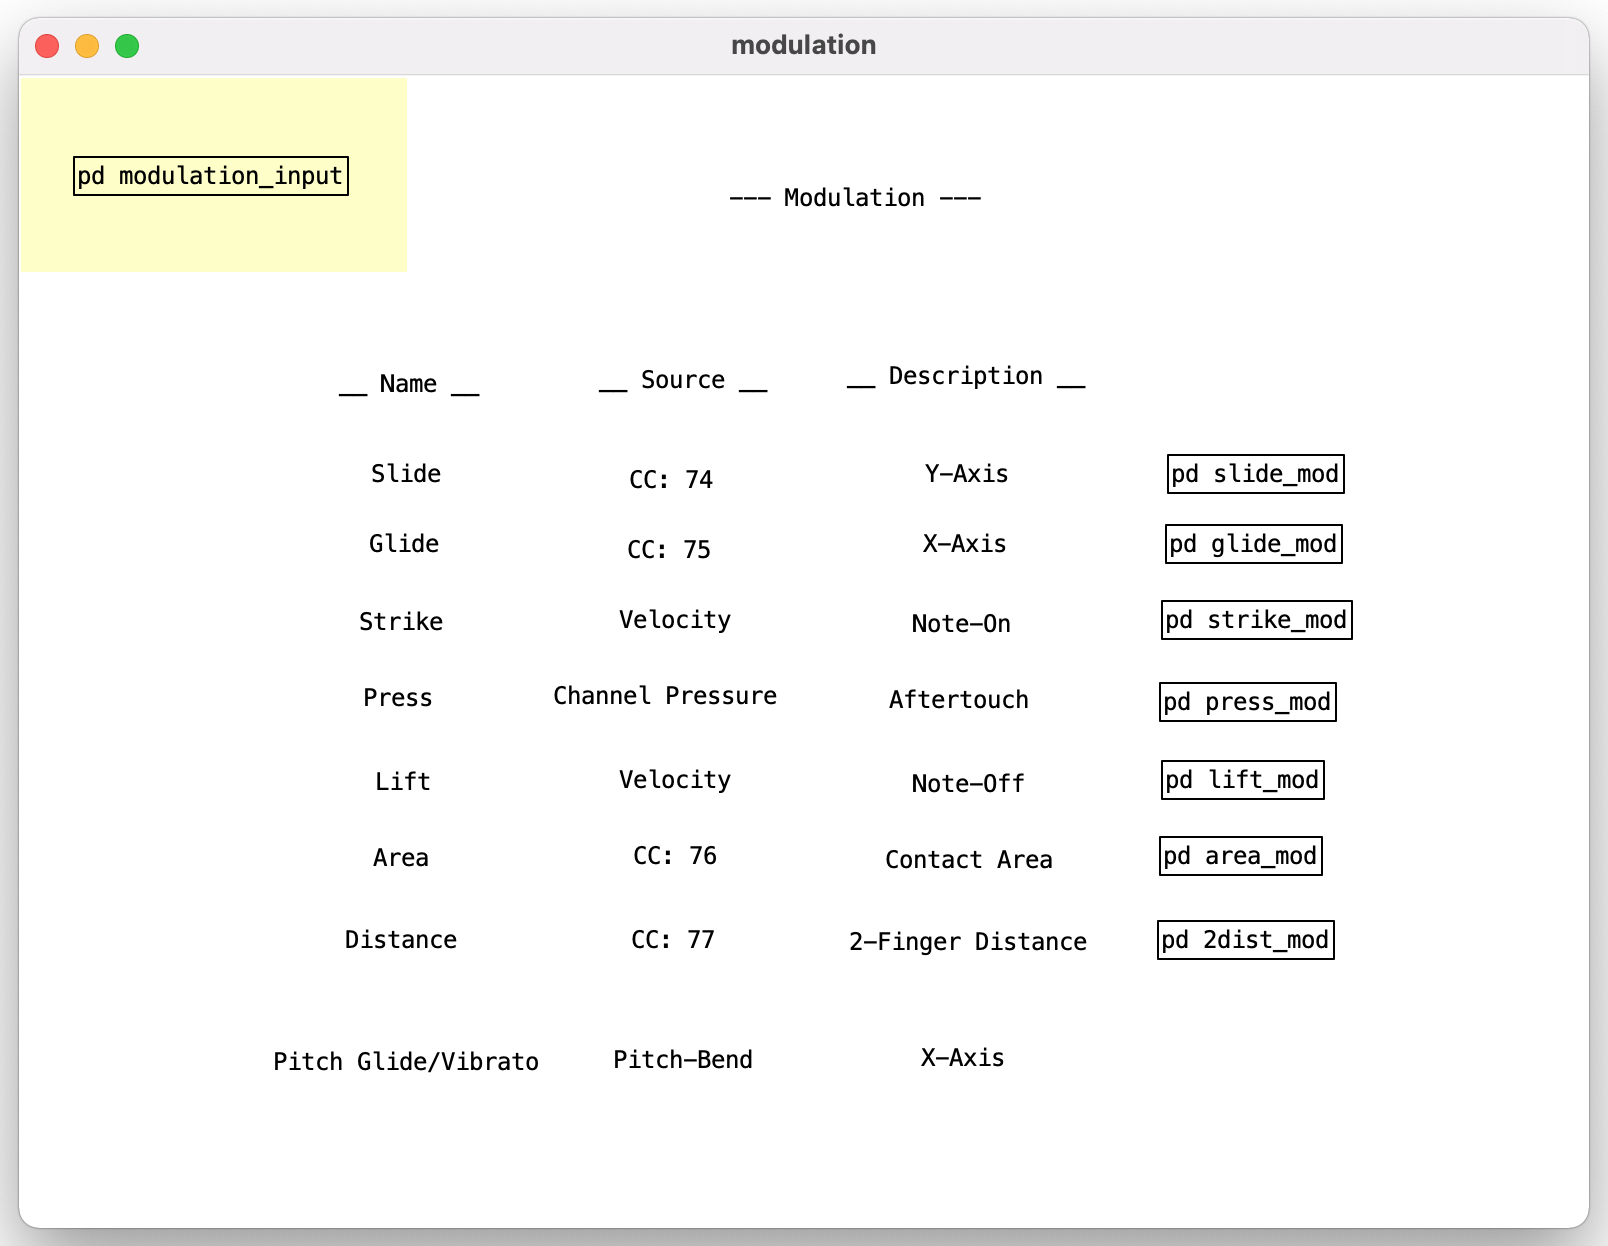 modulation
pd modulation_input
--- Modulation ---
__ Name __ __ Source __ __ Description __
Slide CC: 74 Y-Axis pd slide_mod
Glide CC: 75 X-Axis pd glide_mod
Strike Velocity Note-On pd strike_mod
Press Channel Pressure Aftertouch pd press_mod
Lift Velocity Note-Off pd lift_mod
Area CC: 76 Contact Area pd area_mod
Distance CC: 77 2-Finger Distance pd 2dist_mod
Pitch Glide/Vibrato Pitch-Bend X-Axis